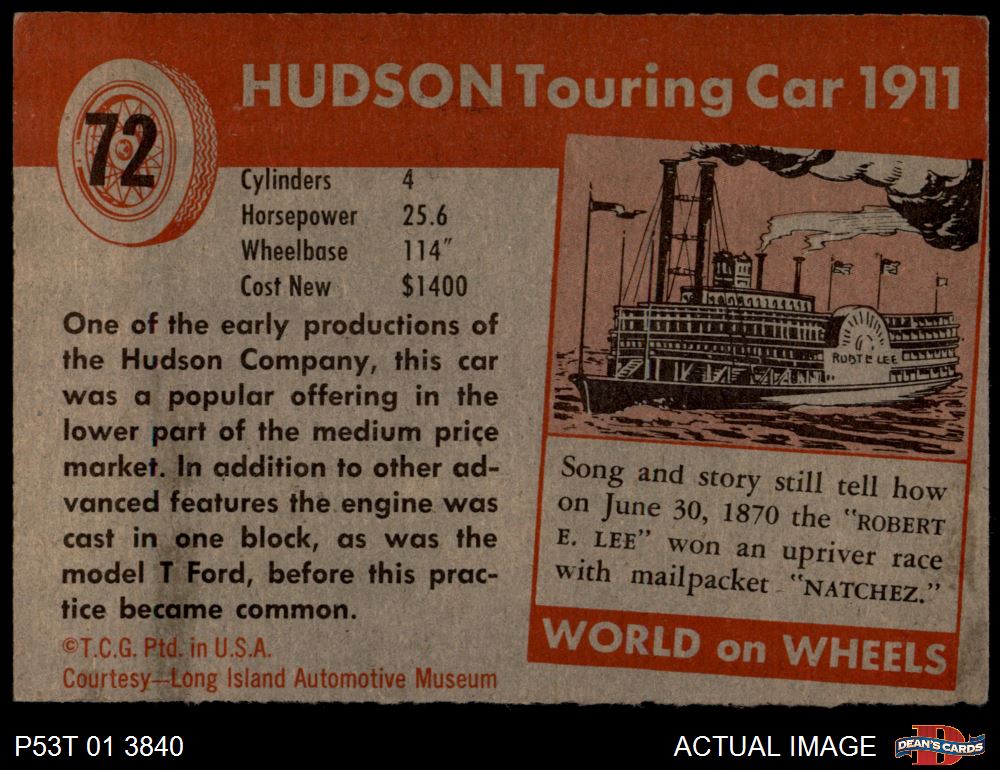 72
HUDSON Touring Car 1911
Cylinders 4
Horsepower 25.6
Wheelbase 114"
Cost New $1400
One of the early productions of
the Hudson Company, this car
was a popular offering in the
lower part of the medium price
market. In addition to other ad-
vanced features the engine was
cast in one block, as was the
model T Ford, before this prac-
tice became common.
©T.C.G. Ptd. in U.S.A.
Courtesy—Long Island Automotive Museum
ROBT E LEE
Song and story still tell how
on June 30, 1870 the "ROBERT
E. LEE" won an upriver race
with mailpacket "NATCHEZ."
WORLD on WHEELS
P53T 01 3840
ACTUAL IMAGE
D
DEAN'S CARDS